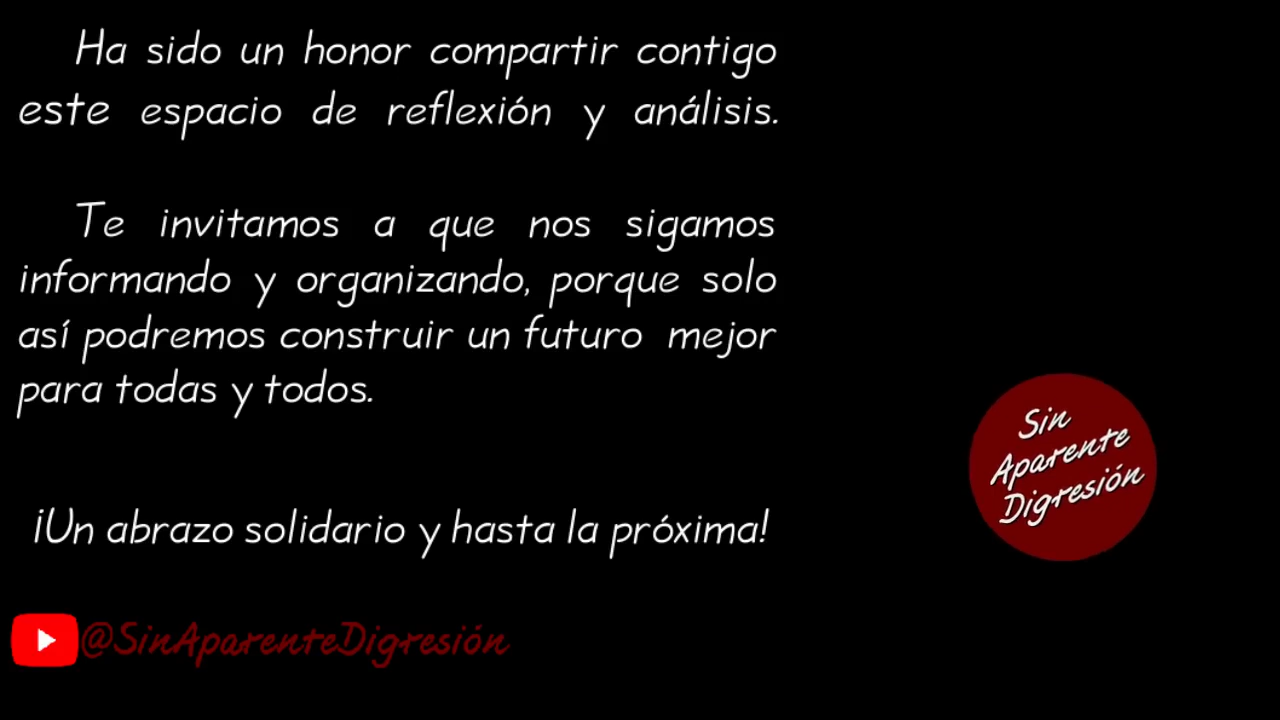 Ha sido un honor compartir contigo
este espacio de reflexión y análisis.
Te invitamos a que nos sigamos
informando y organizando, porque solo
así podremos construir un futuro mejor
para todas y todos.
¡Un abrazo solidario y hasta la próxima!
@SinAparenteDigresión
Sin
Aparente
Digresión